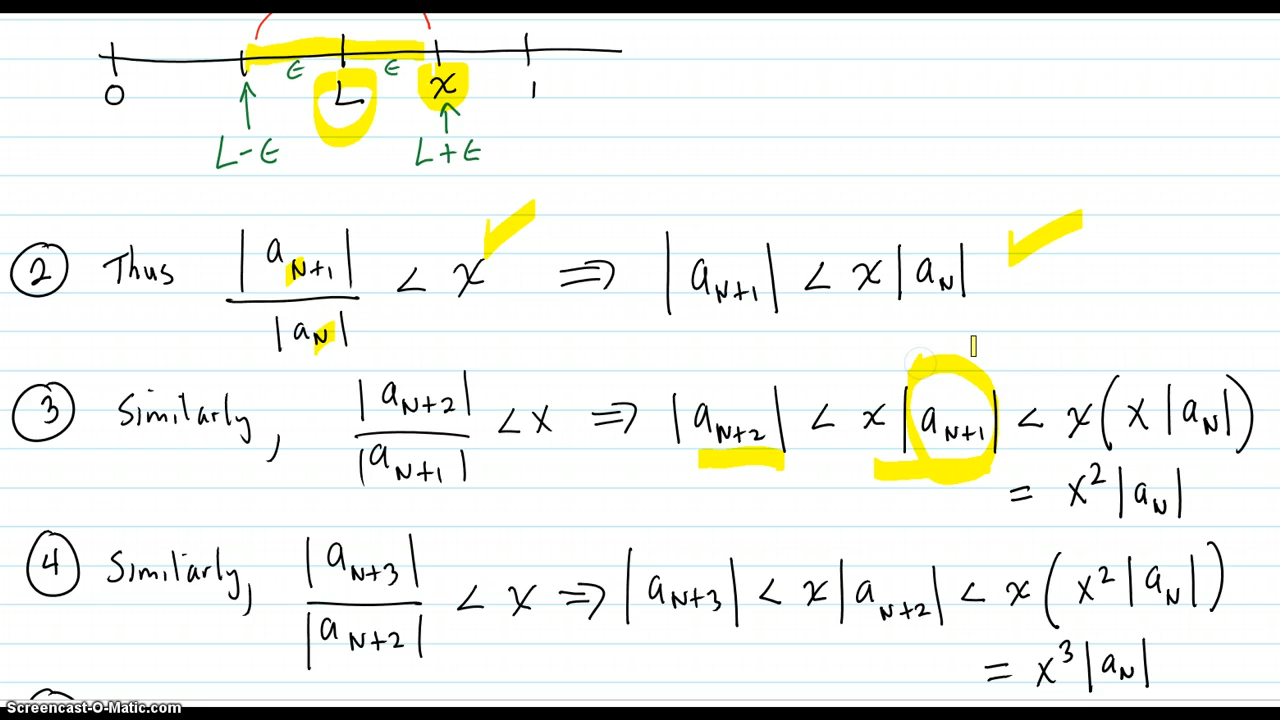 0 L x 1
ϵ ϵ
L-ϵ L+ϵ
② Thus |a_{N+1}| / |a_N| < x ⟹ |a_{N+1}| < x |a_N|
③ Similarly, |a_{N+2}| / |a_{N+1}| < x ⟹ |a_{N+2}| < x |a_{N+1}| < x (x |a_N|)
= x² |a_N|
④ Similarly, |a_{N+3}| / |a_{N+2}| < x ⟹ |a_{N+3}| < x |a_{N+2}| < x (x² |a_N|)
= x³ |a_N|
Screencast-O-Matic.com